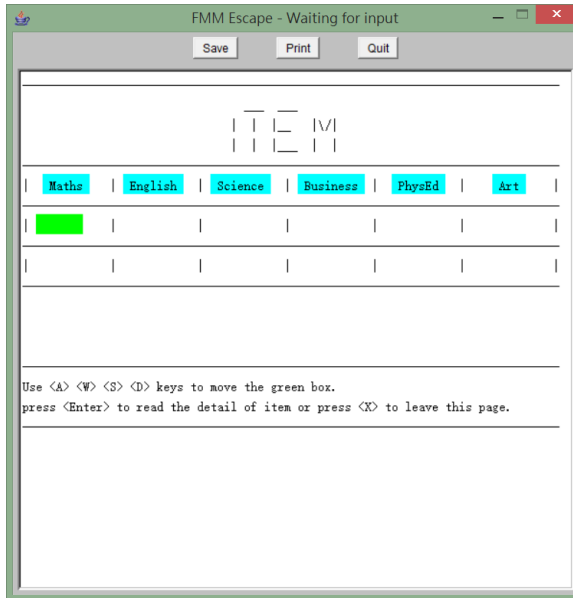 FMM Escape - Waiting for input
Save Print Quit
ITEM
| Maths | English | Science | Business | PhysEd | Art |
Use <A> <W> <S> <D> keys to move the green box.
press <Enter> to read the detail of item or press <X> to leave this page.